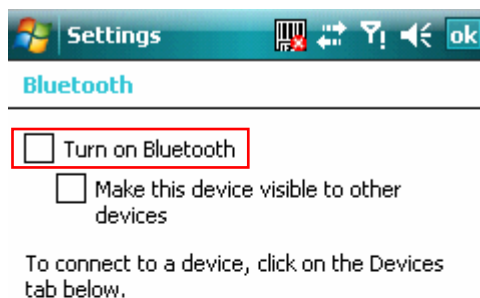 Settings
ok
Bluetooth
Turn on Bluetooth
Make this device visible to other
devices
To connect to a device, click on the Devices
tab below.